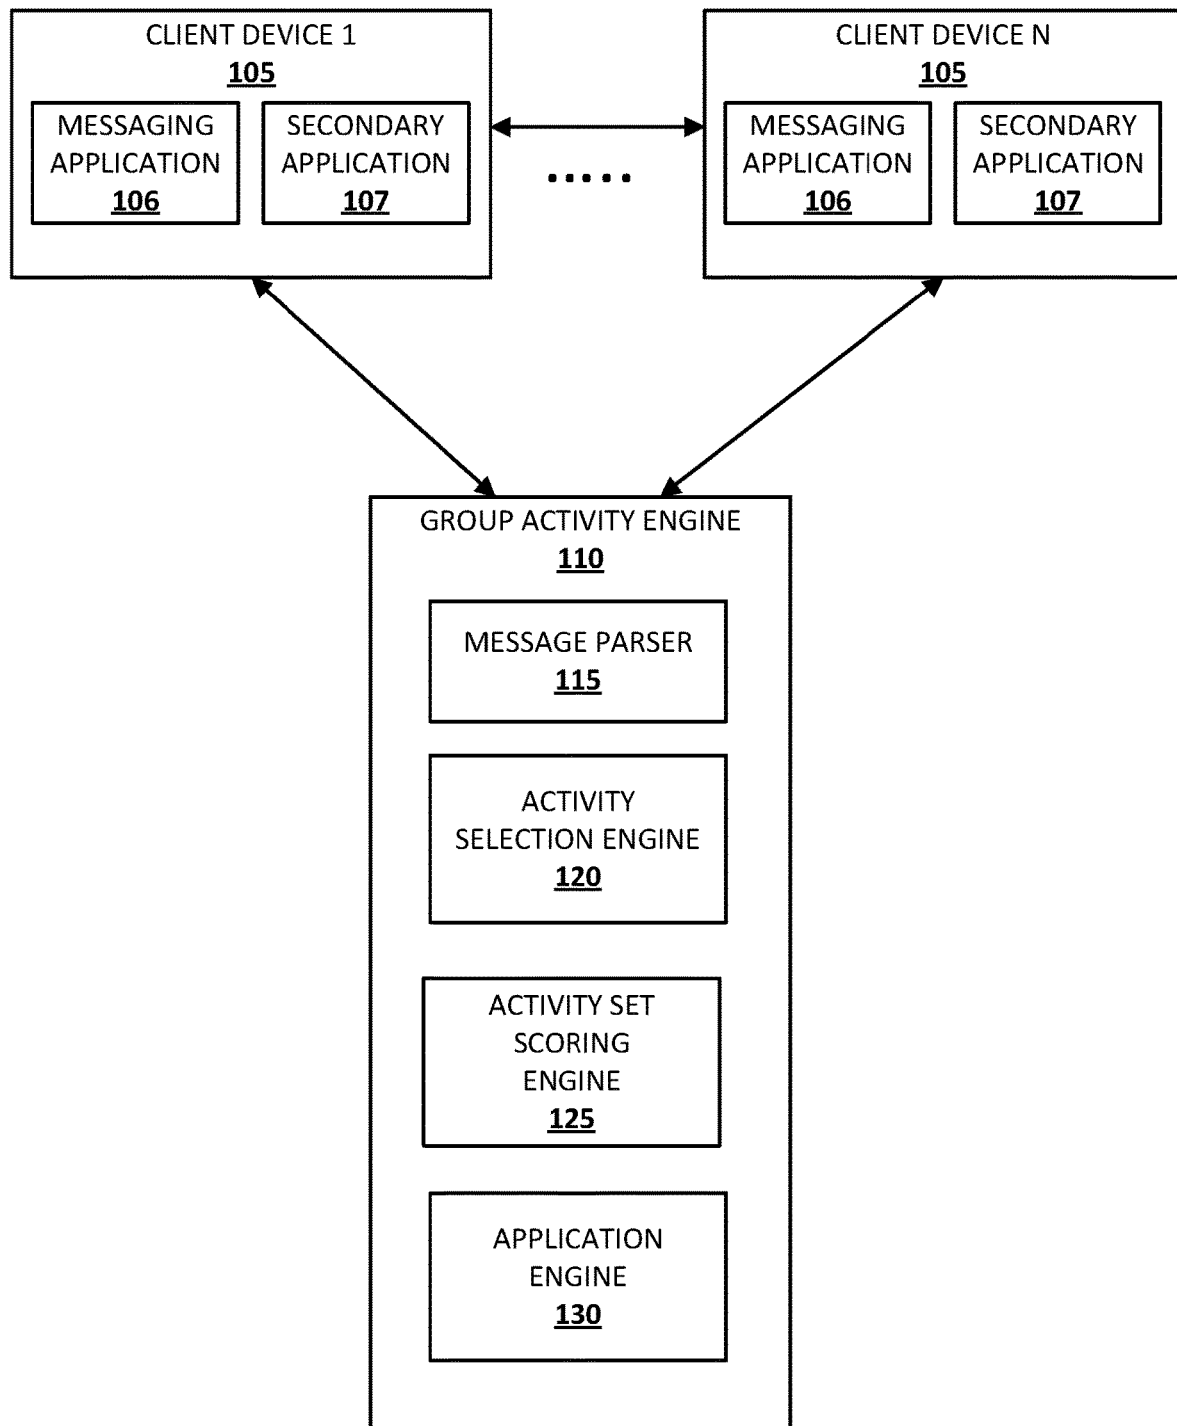 CLIENT DEVICE 1
105
MESSAGING
APPLICATION
106
SECONDARY
APPLICATION
107
CLIENT DEVICE N
105
MESSAGING
APPLICATION
106
SECONDARY
APPLICATION
107
.....
GROUP ACTIVITY ENGINE
110
MESSAGE PARSER
115
ACTIVITY
SELECTION ENGINE
120
ACTIVITY SET
SCORING
ENGINE
125
APPLICATION
ENGINE
130